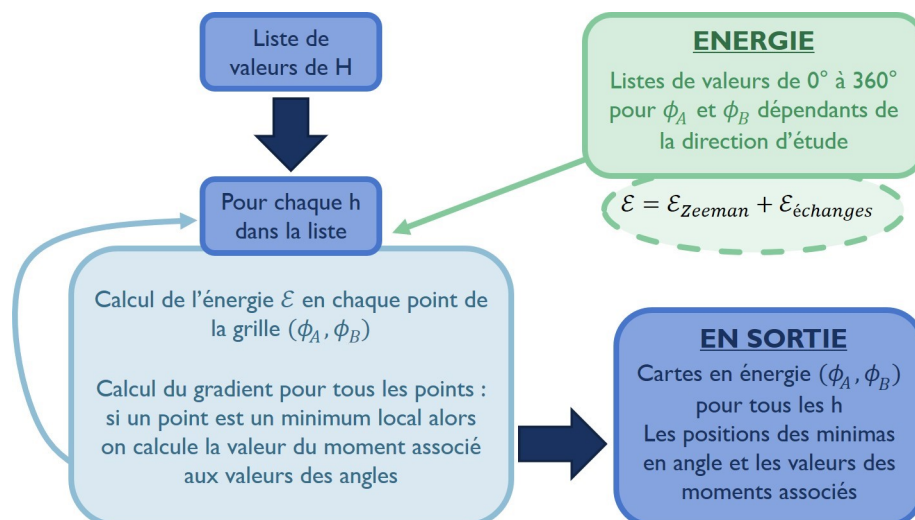 Liste de
valeurs de H
ENERGIE
Listes de valeurs de 0° à 360°
pour ϕ_A et ϕ_B dépendants de
la direction d'étude
ℰ = ℰ_Zeeman + ℰ_échanges
Pour chaque h
dans la liste
Calcul de l'énergie ℰ en chaque point de
la grille (ϕ_A, ϕ_B)
Calcul du gradient pour tous les points :
si un point est un minimum local alors
on calcule la valeur du moment associé
aux valeurs des angles
EN SORTIE
Cartes en énergie (ϕ_A, ϕ_B)
pour tous les h
Les positions des minimas
en angle et les valeurs des
moments associés